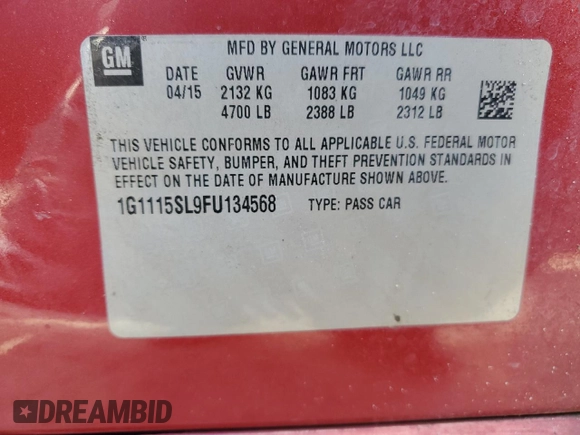 GM
MFD BY GENERAL MOTORS LLC
DATE GVWR GAWR FRT GAWR RR
04/15 2132 KG 1083 KG 1049 KG
4700 LB 2388 LB 2312 LB
THIS VEHICLE CONFORMS TO ALL APPLICABLE U.S. FEDERAL MOTOR
VEHICLE SAFETY, BUMPER, AND THEFT PREVENTION STANDARDS IN
EFFECT ON THE DATE OF MANUFACTURE SHOWN ABOVE.
1G1115SL9FU134568 TYPE: PASS CAR
DREAMBID